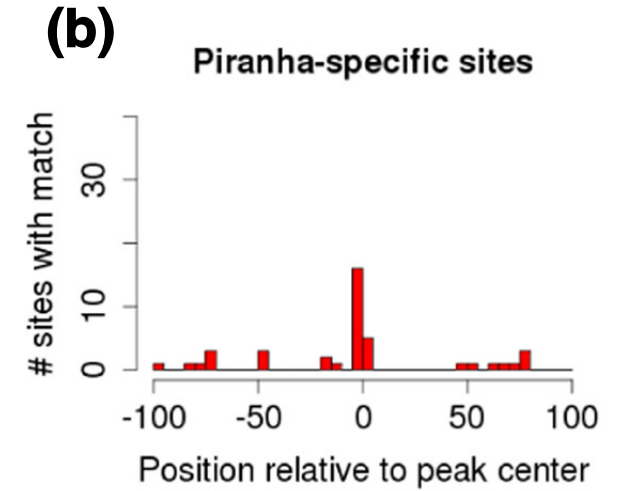 (b)
Piranha-specific sites
# sites with match
30
10
0
-100 -50 0 50 100
Position relative to peak center